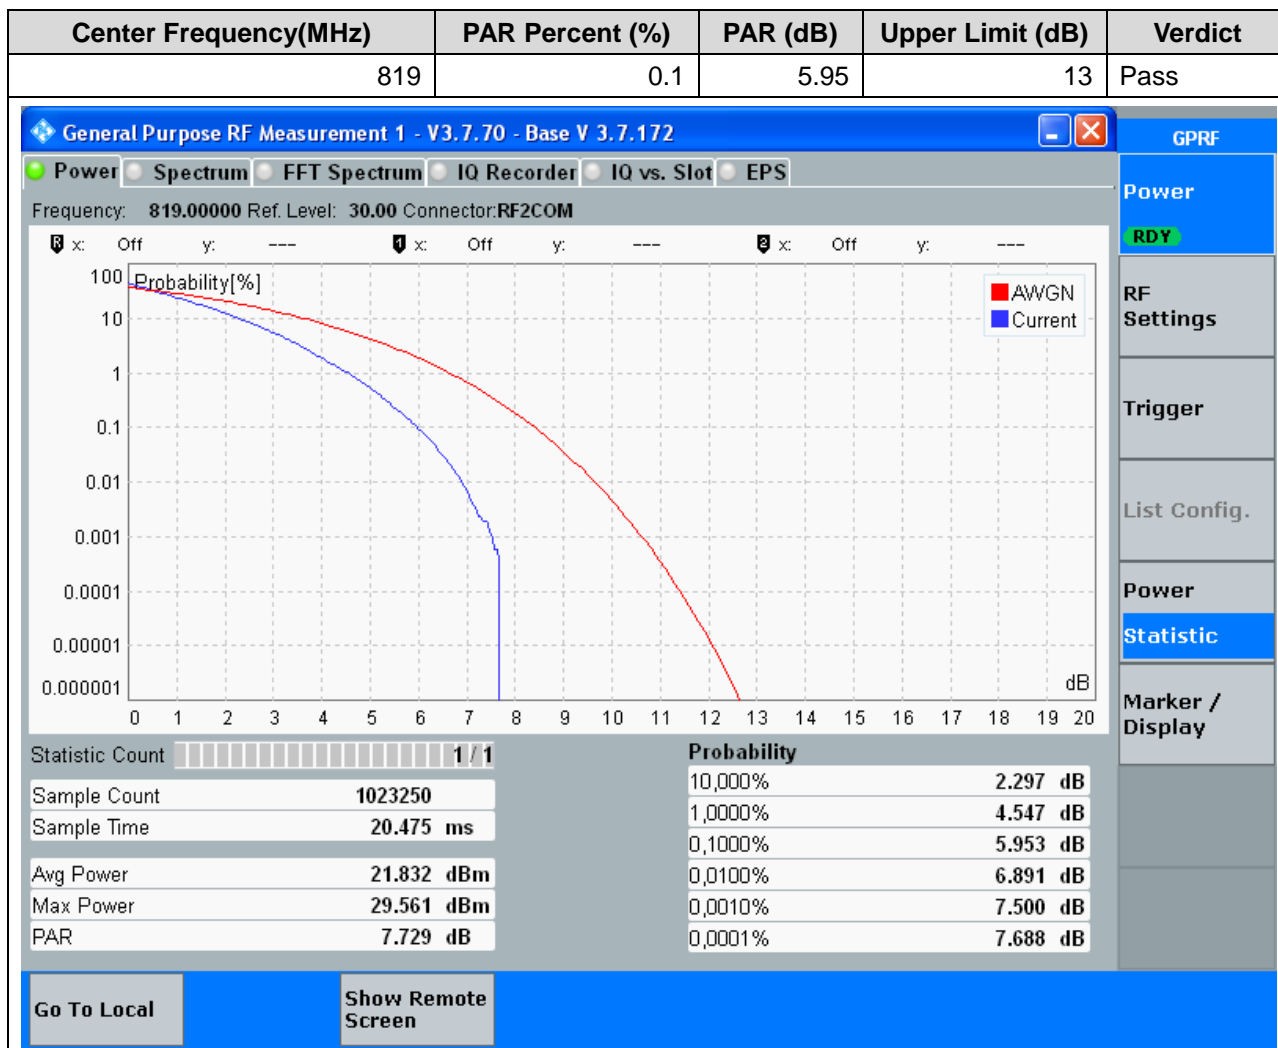 Center Frequency(MHz) PAR Percent (%) PAR (dB) Upper Limit (dB) Verdict
819 0.1 5.95 13 Pass
General Purpose RF Measurement 1 - V3.7.70 - Base V 3.7.172
GPRF
Power Spectrum FFT Spectrum IQ Recorder IQ vs. Slot EPS
Power
RDY
Frequency: 819.00000 Ref. Level: 30.00 Connector:RF2COM
R x: Off y: --- 1 x: Off y: --- 2 x: Off y: ---
Probability[%]
AWGN
Current
100
10
1
0.1
0.01
0.001
0.0001
0.00001
0.000001
dB
0 1 2 3 4 5 6 7 8 9 10 11 12 13 14 15 16 17 18 19 20
RF
Settings
Trigger
List Config.
Power
Statistic
Marker /
Display
Statistic Count 1 / 1
Sample Count 1023250
Sample Time 20.475 ms
Avg Power 21.832 dBm
Max Power 29.561 dBm
PAR 7.729 dB
Probability
10,000% 2.297 dB
1,0000% 4.547 dB
0,1000% 5.953 dB
0,0100% 6.891 dB
0,0010% 7.500 dB
0,0001% 7.688 dB
Go To Local
Show Remote
Screen